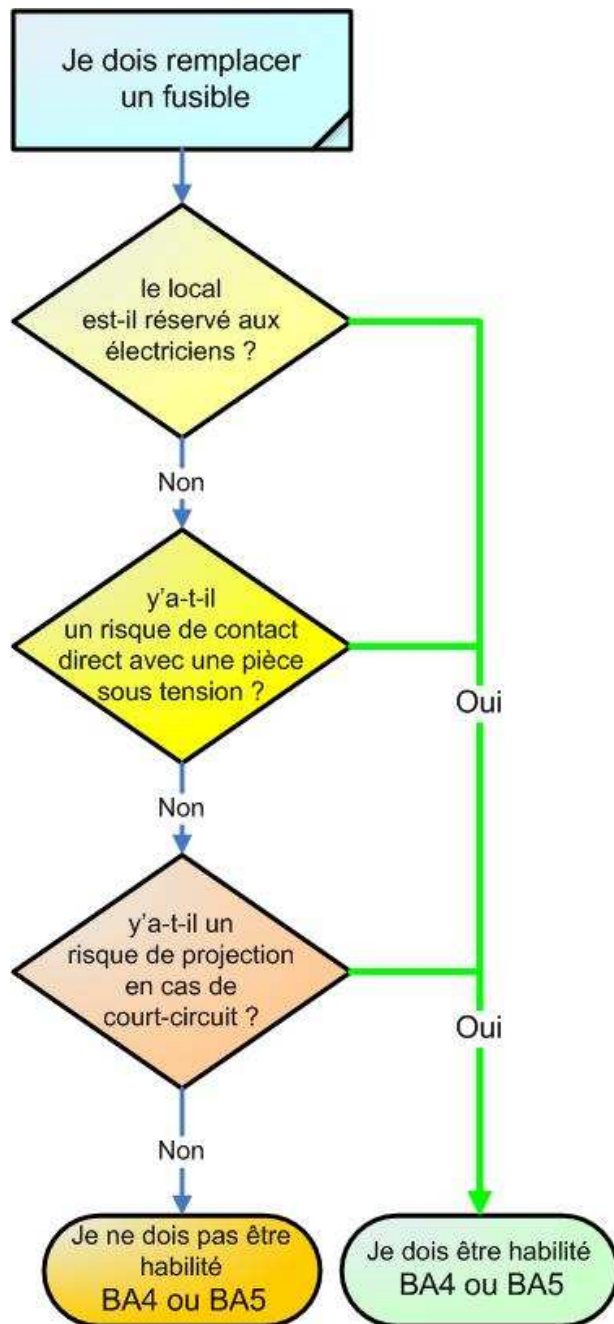 Je dois remplacer
un fusible
le local
est-il réservé aux
électriciens ?
Non
y'a-t-il
un risque de contact
direct avec une pièce
sous tension ?
Oui
Non
y'a-t-il un
risque de projection
en cas de
court-circuit ?
Oui
Non
Je ne dois pas être
habilité
BA4 ou BA5
Je dois être habilité
BA4 ou BA5